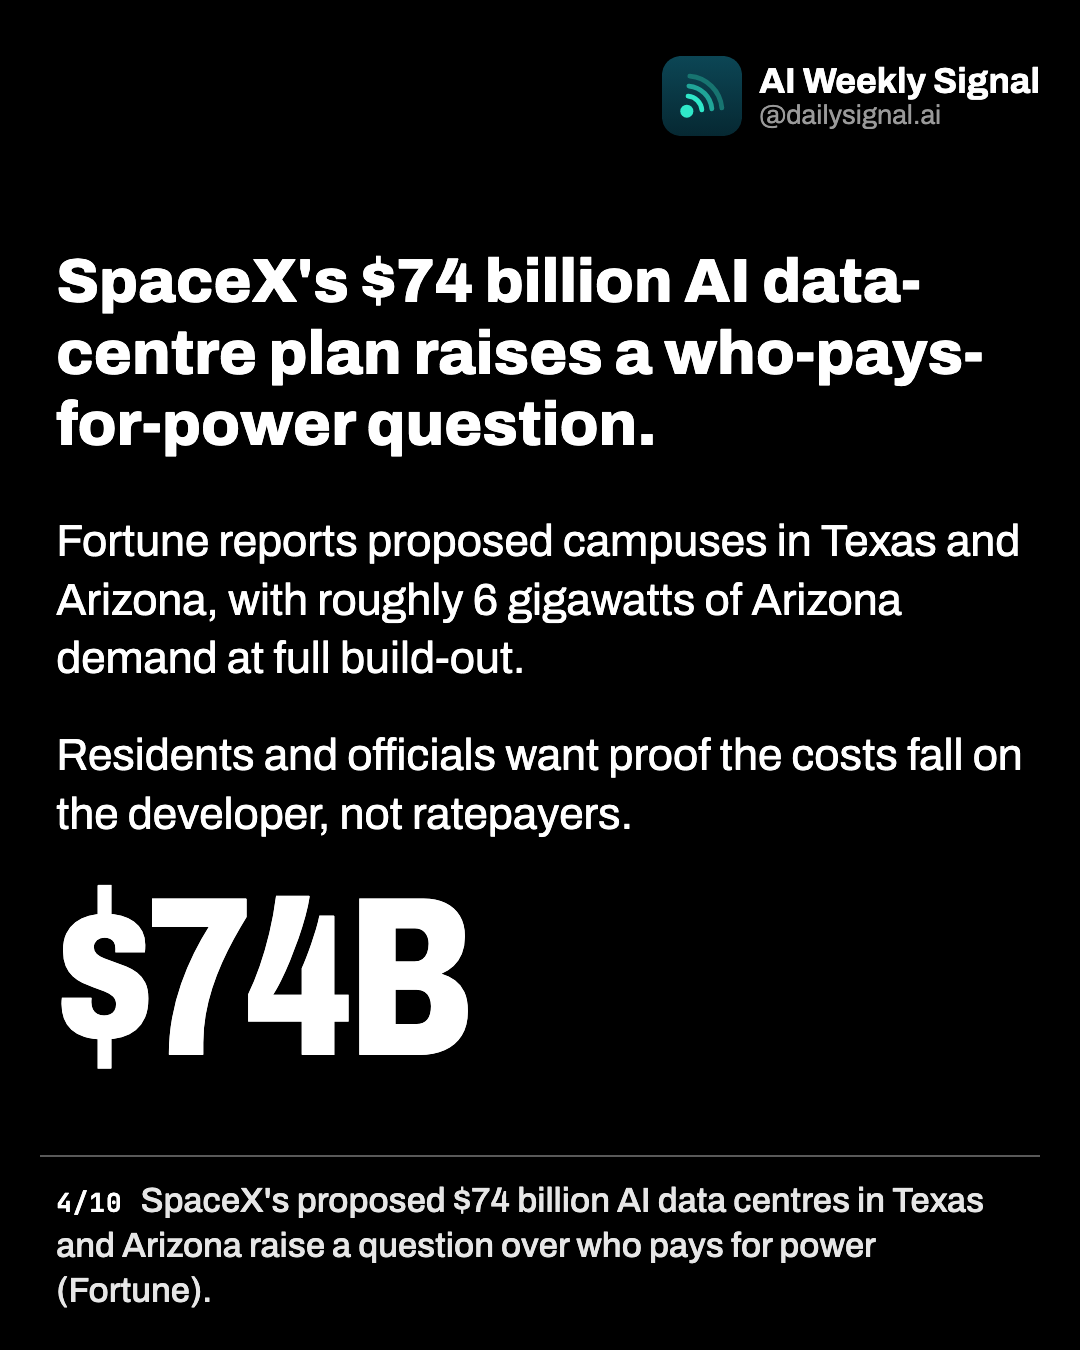 AI Weekly Signal
@dailysignal.ai
SpaceX's $74 billion AI data-
centre plan raises a who-pays-
for-power question.
Fortune reports proposed campuses in Texas and
Arizona, with roughly 6 gigawatts of Arizona
demand at full build-out.
Residents and officials want proof the costs fall on
the developer, not ratepayers.
$74B
4/10 SpaceX's proposed $74 billion AI data centres in Texas
and Arizona raise a question over who pays for power
(Fortune).